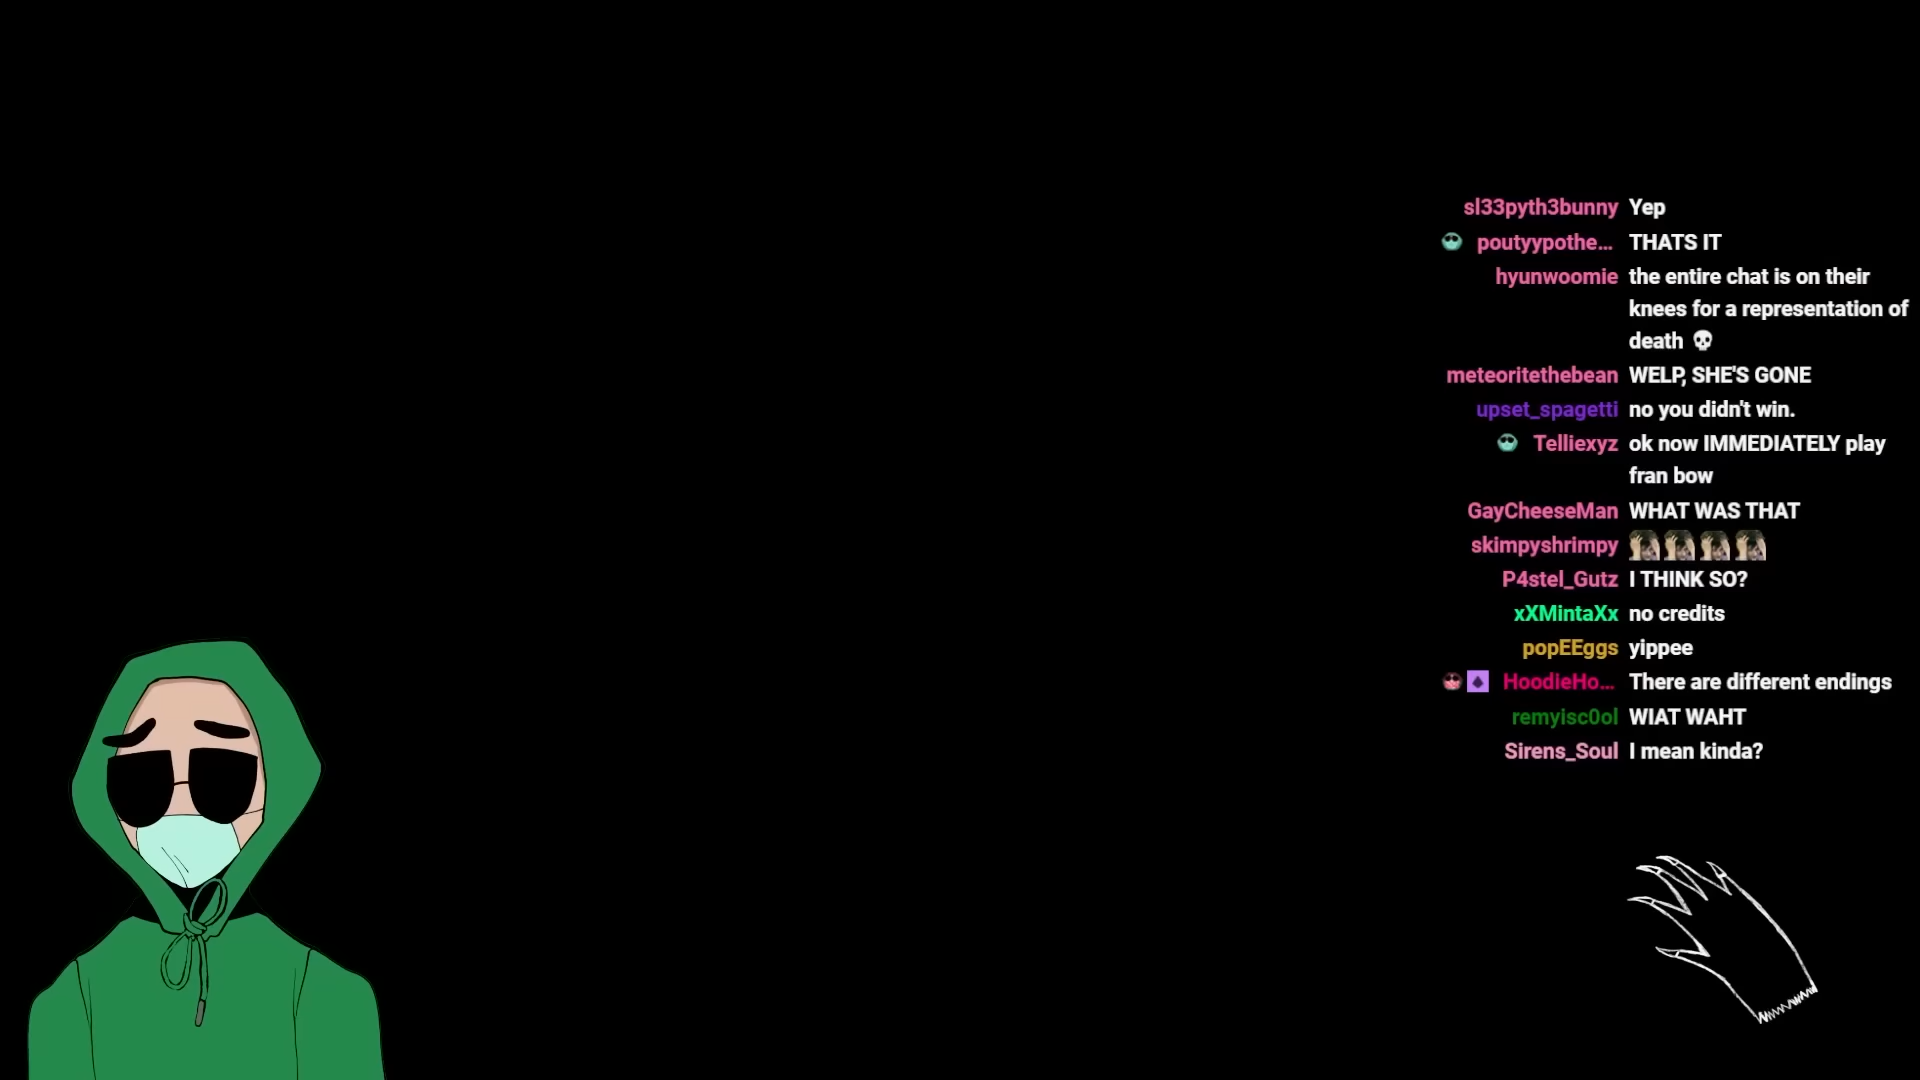 sl33pyth3bunny Yep
poutyypothe... THATS IT
hyunwoomie the entire chat is on their
knees for a representation of
death 💀
meteoritethebean WELP, SHE'S GONE
upset_spagetti no you didn't win.
Telliexyz ok now IMMEDIATELY play
fran bow
GayCheeseMan WHAT WAS THAT
skimpyshrimpy
P4stel_Gutz I THINK SO?
xXMintaXx no credits
popEEggs yippee
HoodieHo... There are different endings
remyisc0ol WIAT WAHT
Sirens_Soul I mean kinda?